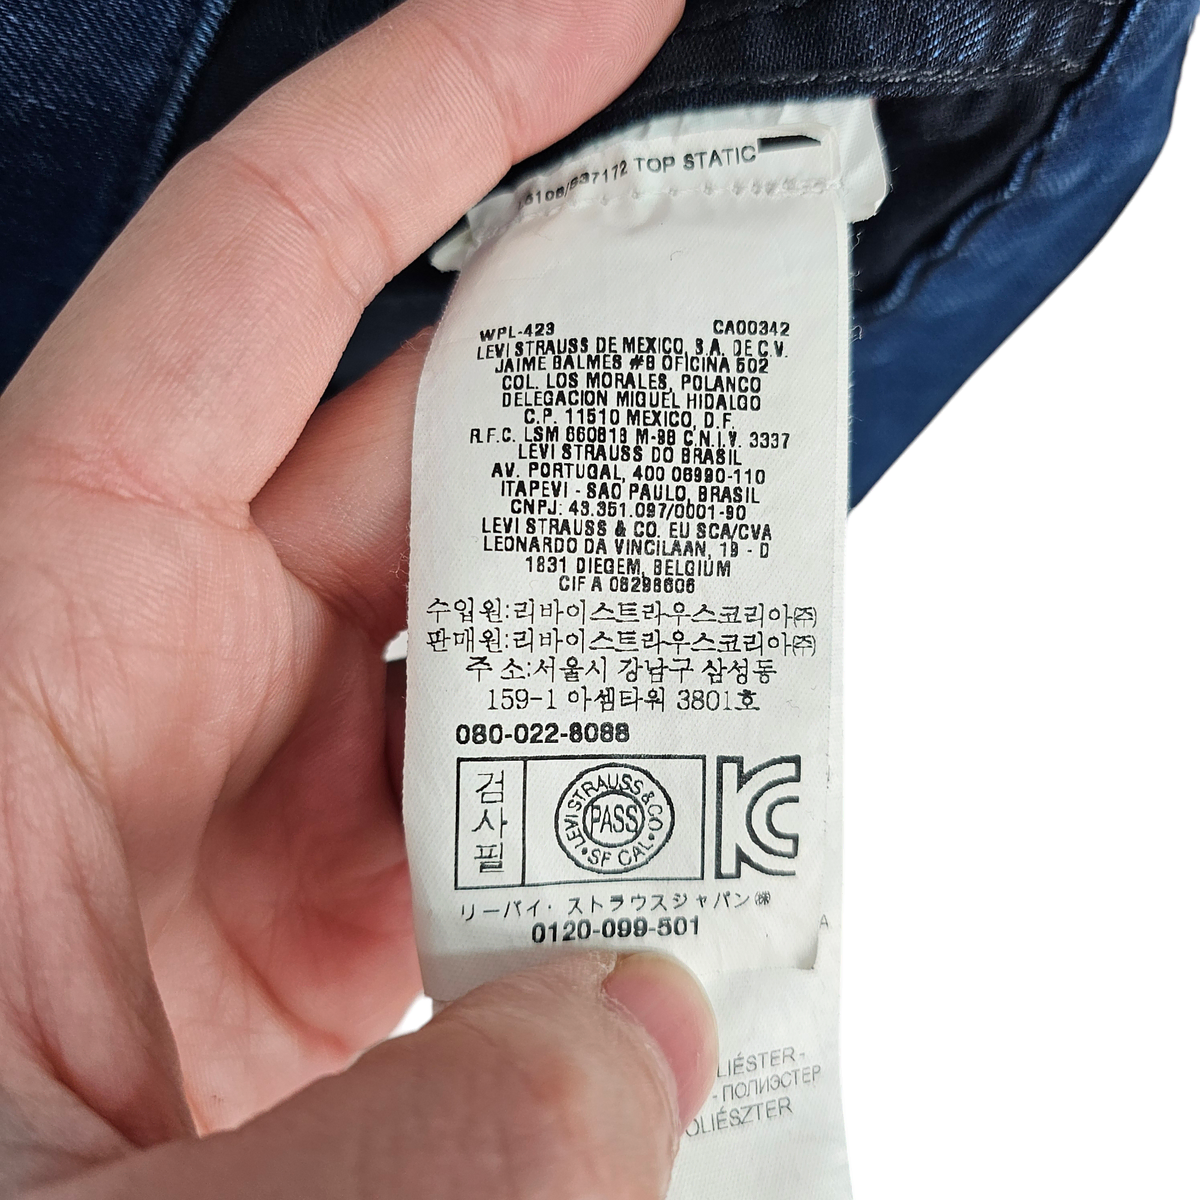 TOP STATIC
WPL-423 CA00342
LEVI STRAUSS DE MEXICO, S.A. DE C.V.
JAIME BALMES #8 OFICINA 502
COL. LOS MORALES, POLANCO
DELEGACION MIGUEL HIDALGO
C.P. 11510 MEXICO, D.F.
R.F.C. LSM 860813 M-98 C.N.I.V. 3337
LEVI STRAUSS DO BRASIL
AV. PORTUGAL, 400 06990-110
ITAPEVI - SAO PAULO, BRASIL
CNPJ: 43.351.097/0001-90
LEVI STRAUSS & CO. EU SCA/CVA
LEONARDO DA VINCILAAN, 19 - D
1831 DIEGEM, BELGIUM
CIF A 08298606
수입원:리바이스트라우스코리아㈜
판매원:리바이스트라우스코리아㈜
주 소:서울시 강남구 삼성동
159-1 아셈타워 3801호
080-022-8088
검사필
LEVI STRAUSS & CO
PASS
SF CAL
KC
リーバイ・ストラウスジャパン㈱
0120-099-501
A
LIÉSTER-
-ПОЛИЭСТЕР
OLIÉSZTER